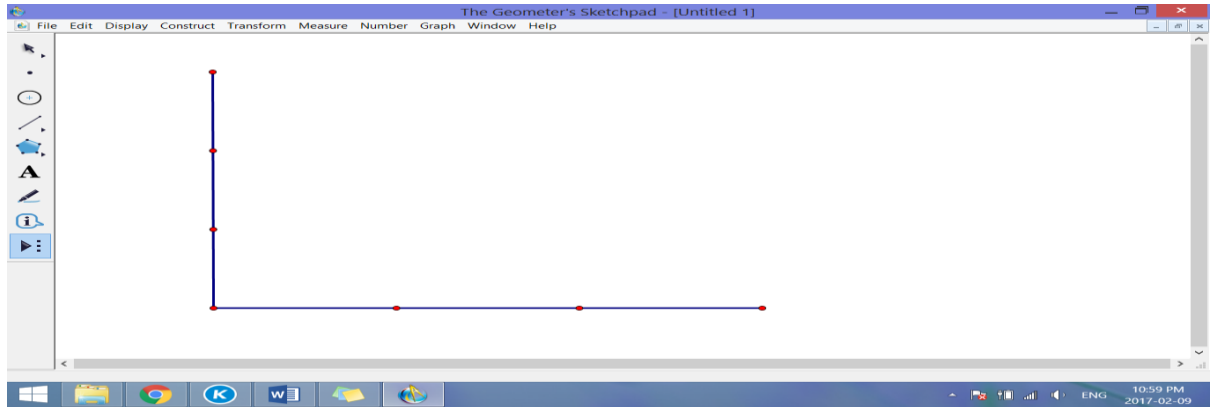 The Geometer's Sketchpad - [Untitled 1]
File Edit Display Construct Transform Measure Number Graph Window Help
A
i
K
W
ENG
10:59 PM
2017-02-09